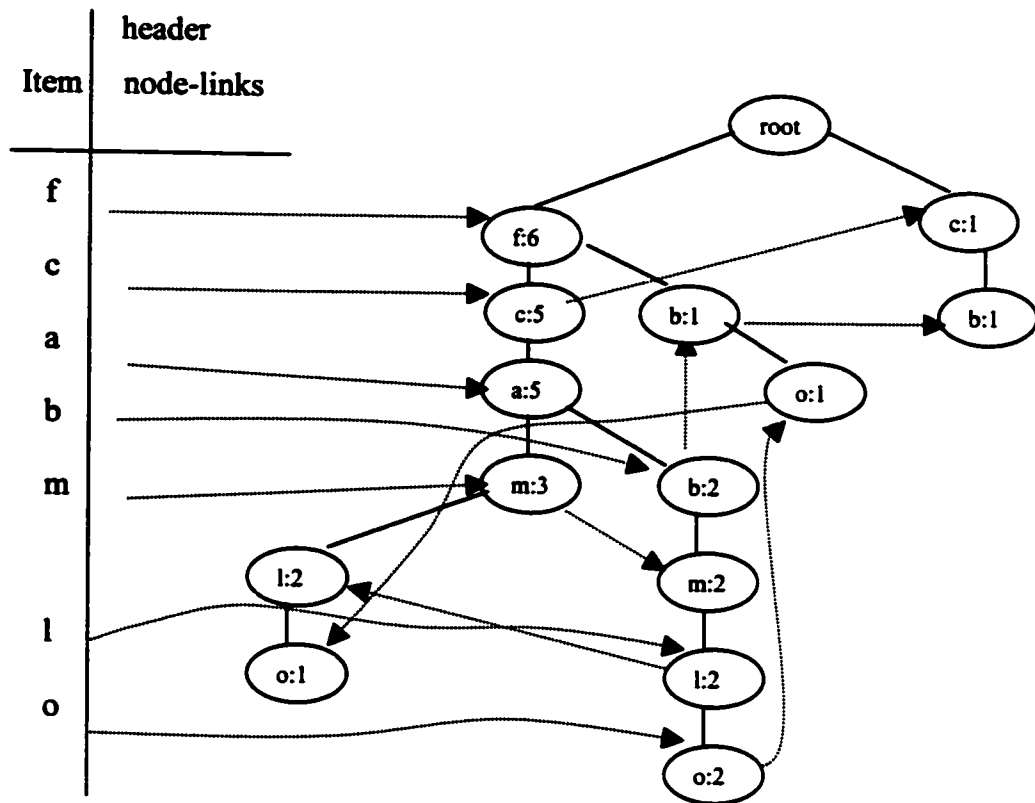 header
Item node-links
root
f
f:6
c:1
c
c:5
b:1
b:1
a
a:5
o:1
b
m
m:3
b:2
l:2
m:2
l
o:1
l:2
o
o:2